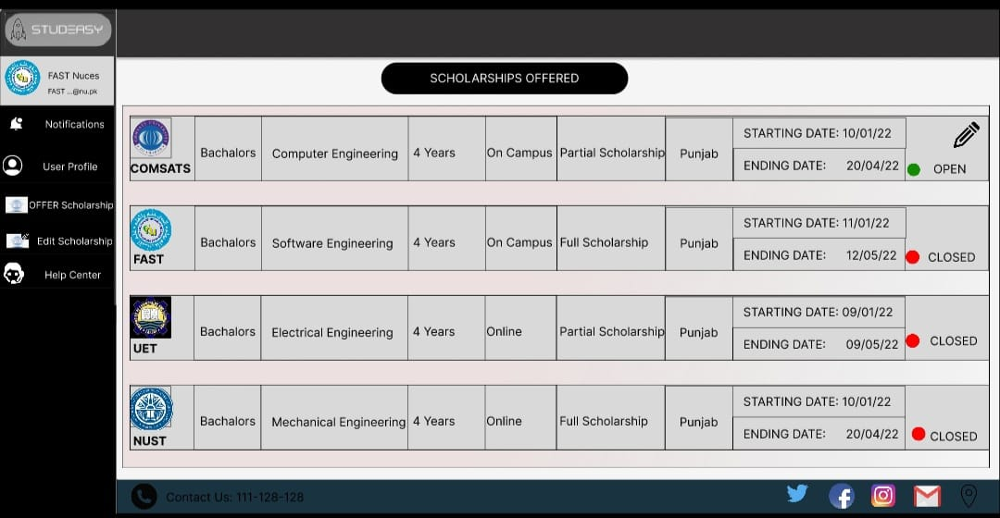 STUDEASY
FAST Nuces
FAST ...@nu.pk
Notifications
User Profile
OFFER Scholarship
Edit Scholarship
Help Center
SCHOLARSHIPS OFFERED
COMSATS
Bachalors
Computer Engineering
4 Years
On Campus
Partial Scholarship
Punjab
STARTING DATE: 10/01/22
ENDING DATE: 20/04/22
OPEN
FAST
Bachalors
Software Engineering
4 Years
On Campus
Full Scholarship
Punjab
STARTING DATE: 11/01/22
ENDING DATE: 12/05/22
CLOSED
UET
Bachalors
Electrical Engineering
4 Years
Online
Partial Scholarship
Punjab
STARTING DATE: 09/01/22
ENDING DATE: 09/05/22
CLOSED
NUST
Bachalors
Mechanical Engineering
4 Years
Online
Full Scholarship
Punjab
STARTING DATE: 10/01/22
ENDING DATE: 20/04/22
CLOSED
Contact Us: 111-128-128